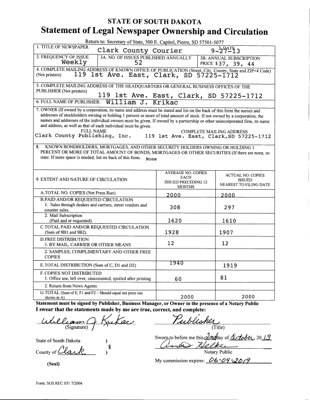 STATE OF SOUTH DAKOTA
Statement of Legal Newspaper Ownership and Circulation
Return to: Secretary of State, 500 E. Capitol, Pierre, SD 57501-5077
1. TITLE OF NEWSPAPER
Clark County Courier
DATE
9-27-13
3. FREQUENCY OF ISSUE
Weekly
3A. NO. OF ISSUES PUBLISHED ANNUALLY
52
3B. ANNUAL SUBSCRIPTION
PRICE $37, 39, 44
4. COMPLETE MAILING ADDRESS OF KNOWN OFFICE OF PUBLICATION (Street, City, County, State and ZIP+4 Code)
(Not printers)
119 1st Ave. East, Clark, SD 57225-1712
5. COMPLETE MAILING ADDRESS OF THE HEADQUARTERS OR GENERAL BUSINESS OFFICES OF THE
PUBLISHER (Not printers)
119 1st Ave. East, Clark, SD 57225-1712
6. FULL NAME OF PUBLISHER: William J. Krikac
7. OWNER (If owned by a corporation, its name and address must be stated and list on the back of this form the names and
addresses of stockholders owning or holding 1 percent or more of total amount of stock. If not owned by a corporation, the
names and addresses of the individual owners must be given. If owned by a partnership or other unincorporated firm, its name
and address, as well as that of each individual must be given.
FULL NAME
COMPLETE MAILING ADDRESS
Clark County Publishing, Inc. 119 1st Ave. East, Clark, SD 57225-1712
8. KNOWN BONDHOLDERS, MORTGAGES, AND OTHER SECURITY HOLDERS OWNING OR HOLDING 1
PERCENT OR MORE OF TOTAL AMOUNT OF BONDS, MORTGAGES OR OTHER SECURITIES (If there are none, so
state. If more space is needed, list on back of this form. None
9. EXTENT AND NATURE OF CIRCULATION
AVERAGE NO. COPIES
EACH
ISSUED PRECEDING 12
MONTHS
ACTUAL NO. COPIES
ISSUED
NEAREST TO FILING DATE
A. TOTAL NO. COPIES (Net Press Run)
2000
2000
B. PAID AND/OR REQUESTED CIRCULATION
1. Sales through dealers and carriers, street vendors and
counter sales.
308
297
2. Mail Subscription
(Paid and/or requested)
1620
1610
C. TOTAL PAID AND/OR REQUESTED CIRCULATION
(Sum of 9B1 and 9B2)
1928
1907
D. FREE DISTRIBUTION
1. BY MAIL, CARRIER OR OTHER MEANS
12
12
2. SAMPLES, COMPLIMENTARY AND OTHER FREE
COPIES
E. TOTAL DISTRIBUTION (Sum of C, D1 and D2)
1940
1919
F. COPIES NOT DISTRIBUTED
1. Office use, left over, unaccounted, spoiled after printing
60
81
2. Return from News Agents
G. TOTAL (Sum of E, F1 and F2 - Should equal net press run
shown in A)
2000
2000
Statement must be signed by Publisher, Business Manager, or Owner in the presence of a Notary Public
I swear that the statements made by me are true, correct, and complete:
William J Krikac
Publisher
(Signature)
(Title)
State of South Dakota )
§
County of Clark )
(Seal)
Sworn to before me this day of October, 2013
Notary Public
My commission expires: 06-04-2019
Form: SOS REC 051 7/2004